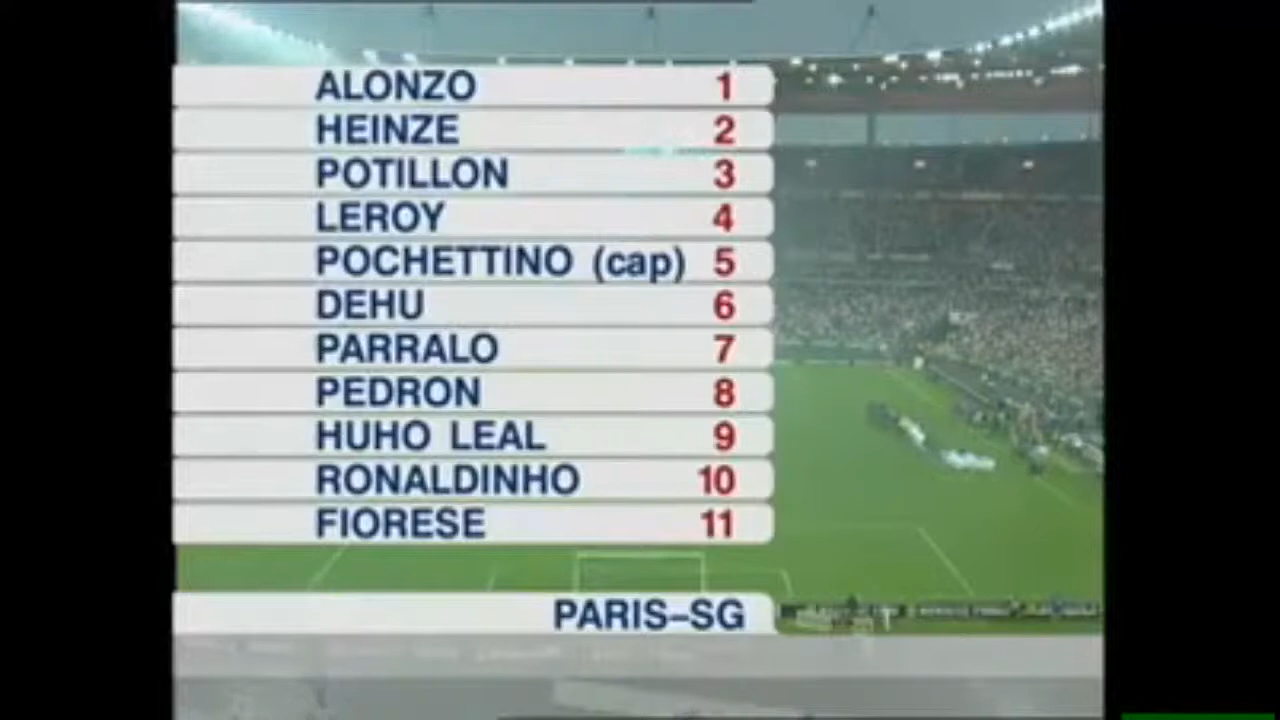 ALONZO 1
HEINZE 2
POTILLON 3
LEROY 4
POCHETTINO (cap) 5
DEHU 6
PARRALO 7
PEDRON 8
HUHO LEAL 9
RONALDINHO 10
FIORESE 11
PARIS-SG